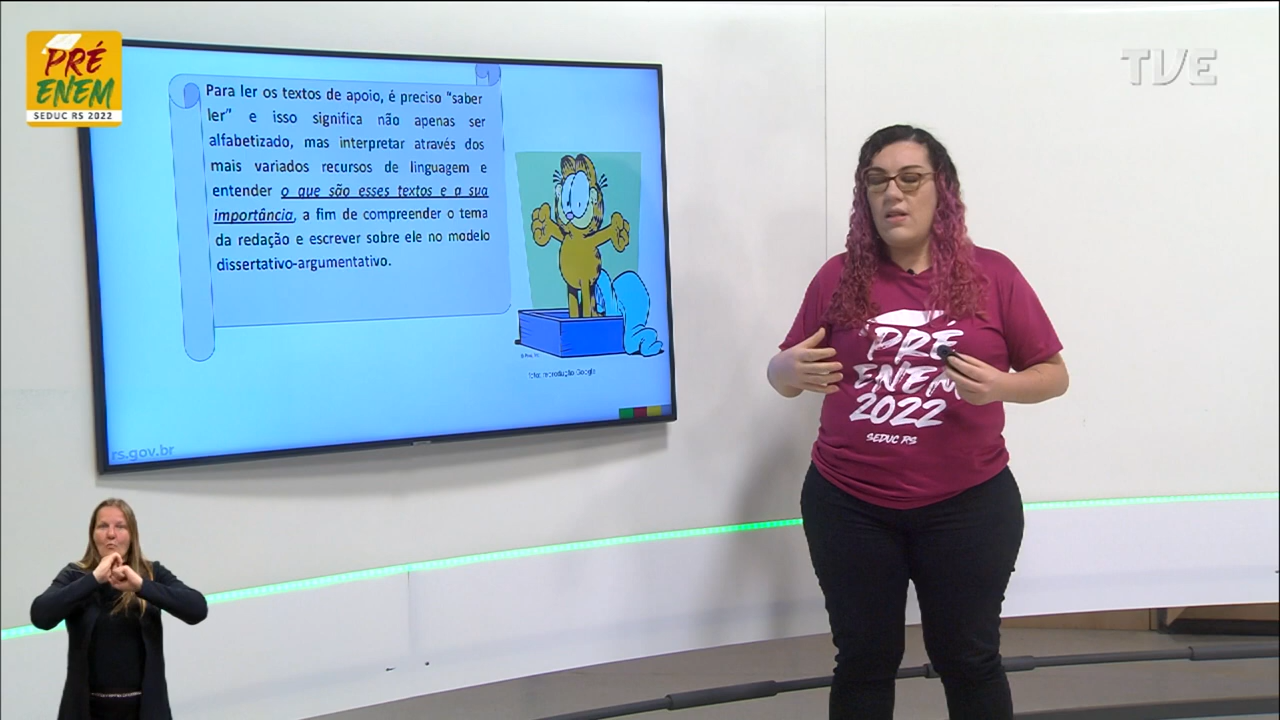 PRÉ
ENEM
SEDUC RS 2022
TVE
Para ler os textos de apoio, é preciso “saber
ler” e isso significa não apenas ser
alfabetizado, mas interpretar através dos
mais variados recursos de linguagem e
entender o que são esses textos e a sua
importância, a fim de compreender o tema
da redação e escrever sobre ele no modelo
dissertativo-argumentativo.
foto: reprodução Google
rs.gov.br
PRÉ
ENEM
2022
SEDUC RS